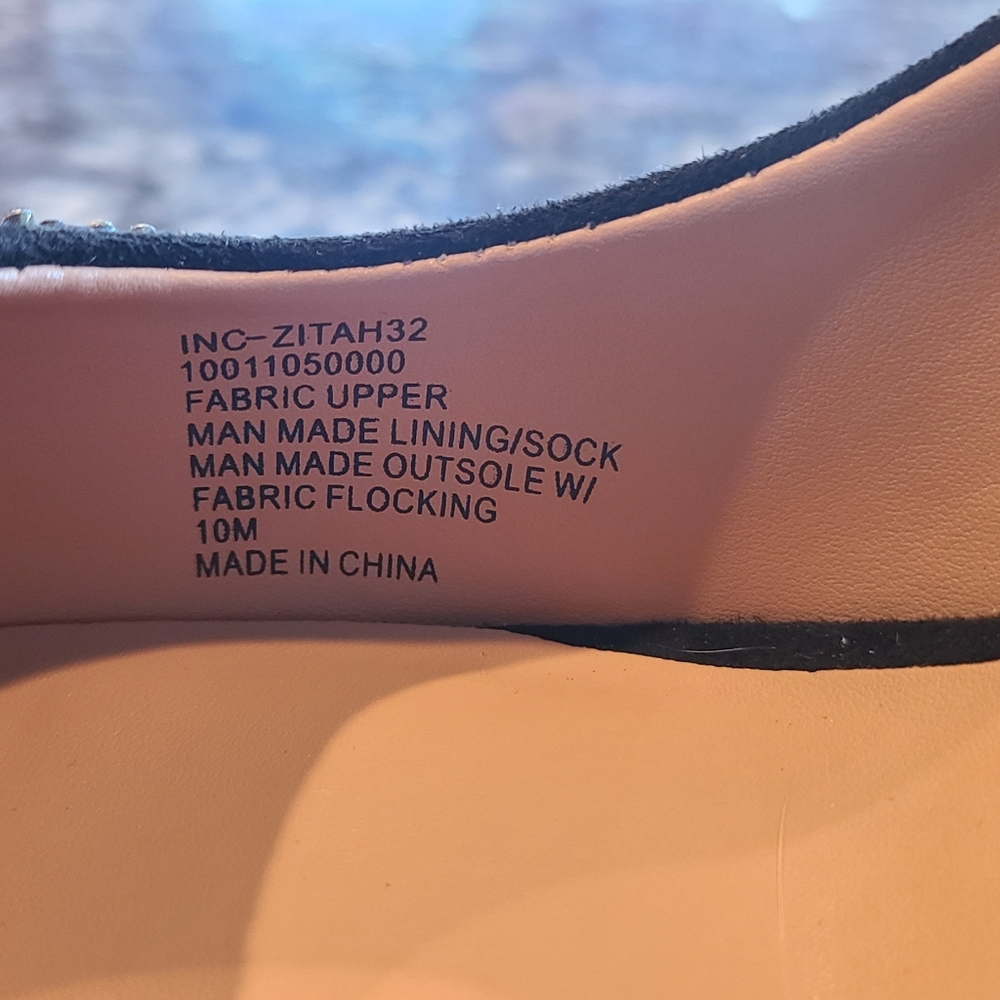 INC-ZITAH32
10011050000
FABRIC UPPER
MAN MADE LINING/SOCK
MAN MADE OUTSOLE W/
FABRIC FLOCKING
10M
MADE IN CHINA